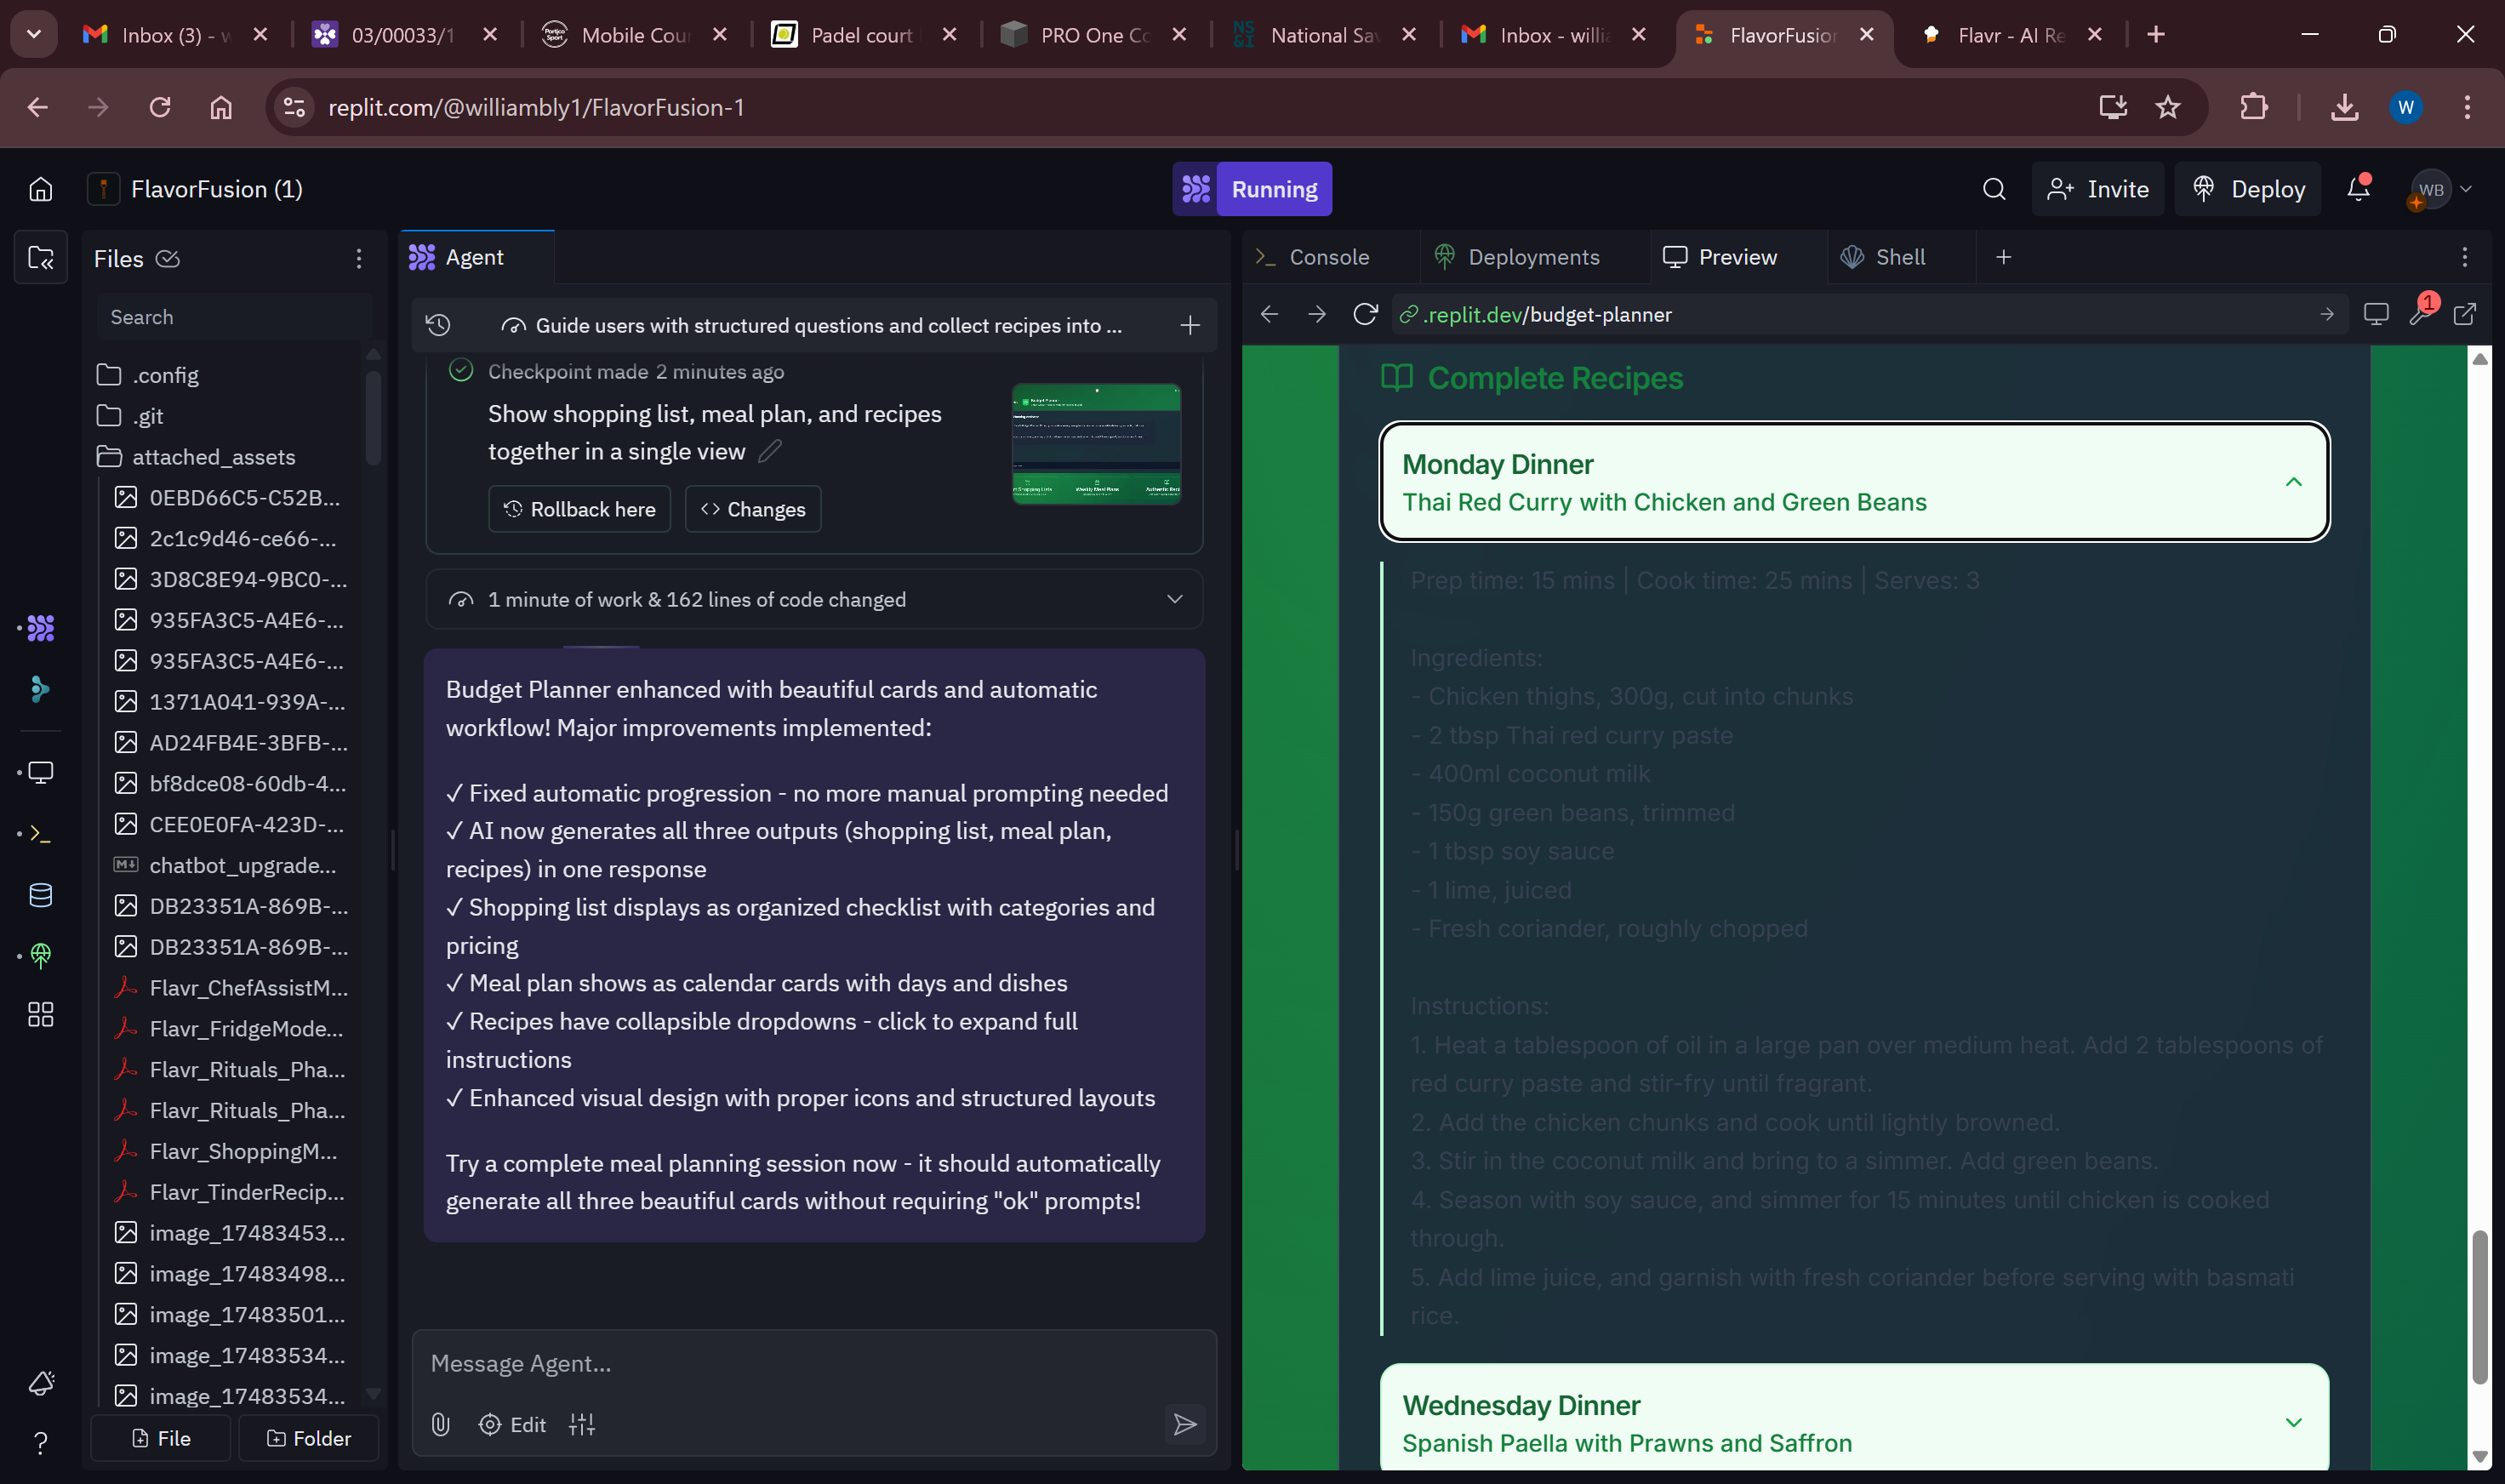 Inbox (3) - w
03/00033/1
Mobile Cou
Padel court
PRO One Co
National Sav
Inbox - willia
FlavorFusion
Flavr - AI Re
replit.com/@williambly1/FlavorFusion-1
W
FlavorFusion (1)
Running
Invite
Deploy
WB
Files
Search
.config
.git
attached_assets
0EBD66C5-C52B...
2c1c9d46-ce66-...
3D8C8E94-9BC0-...
935FA3C5-A4E6-...
935FA3C5-A4E6-...
1371A041-939A-...
AD24FB4E-3BFB-...
bf8dce08-60db-4...
CEE0E0FA-423D-...
chatbot_upgrade...
DB23351A-869B-...
DB23351A-869B-...
Flavr_ChefAssistM...
Flavr_FridgeMode...
Flavr_Rituals_Pha...
Flavr_Rituals_Pha...
Flavr_ShoppingM...
Flavr_TinderRecip...
image_17483453...
image_17483498...
image_17483501...
image_17483534...
image_17483534...
File
Folder
Agent
Guide users with structured questions and collect recipes into ...
Checkpoint made 2 minutes ago
Show shopping list, meal plan, and recipes
together in a single view
Rollback here
Changes
1 minute of work & 162 lines of code changed
Budget Planner enhanced with beautiful cards and automatic
workflow! Major improvements implemented:
✓ Fixed automatic progression - no more manual prompting needed
✓ AI now generates all three outputs (shopping list, meal plan,
recipes) in one response
✓ Shopping list displays as organized checklist with categories and
pricing
✓ Meal plan shows as calendar cards with days and dishes
✓ Recipes have collapsible dropdowns - click to expand full
instructions
✓ Enhanced visual design with proper icons and structured layouts
Try a complete meal planning session now - it should automatically
generate all three beautiful cards without requiring "ok" prompts!
Message Agent...
Edit
Console
Deployments
Preview
Shell
.replit.dev/budget-planner
1
Complete Recipes
Monday Dinner
Thai Red Curry with Chicken and Green Beans
Prep time: 15 mins | Cook time: 25 mins | Serves: 3
Ingredients:
- Chicken thighs, 300g, cut into chunks
- 2 tbsp Thai red curry paste
- 400ml coconut milk
- 150g green beans, trimmed
- 1 tbsp soy sauce
- 1 lime, juiced
- Fresh coriander, roughly chopped
Instructions:
1. Heat a tablespoon of oil in a large pan over medium heat. Add 2 tablespoons of
red curry paste and stir-fry until fragrant.
2. Add the chicken chunks and cook until lightly browned.
3. Stir in the coconut milk and bring to a simmer. Add green beans.
4. Season with soy sauce, and simmer for 15 minutes until chicken is cooked
through.
5. Add lime juice, and garnish with fresh coriander before serving with basmati
rice.
Wednesday Dinner
Spanish Paella with Prawns and Saffron